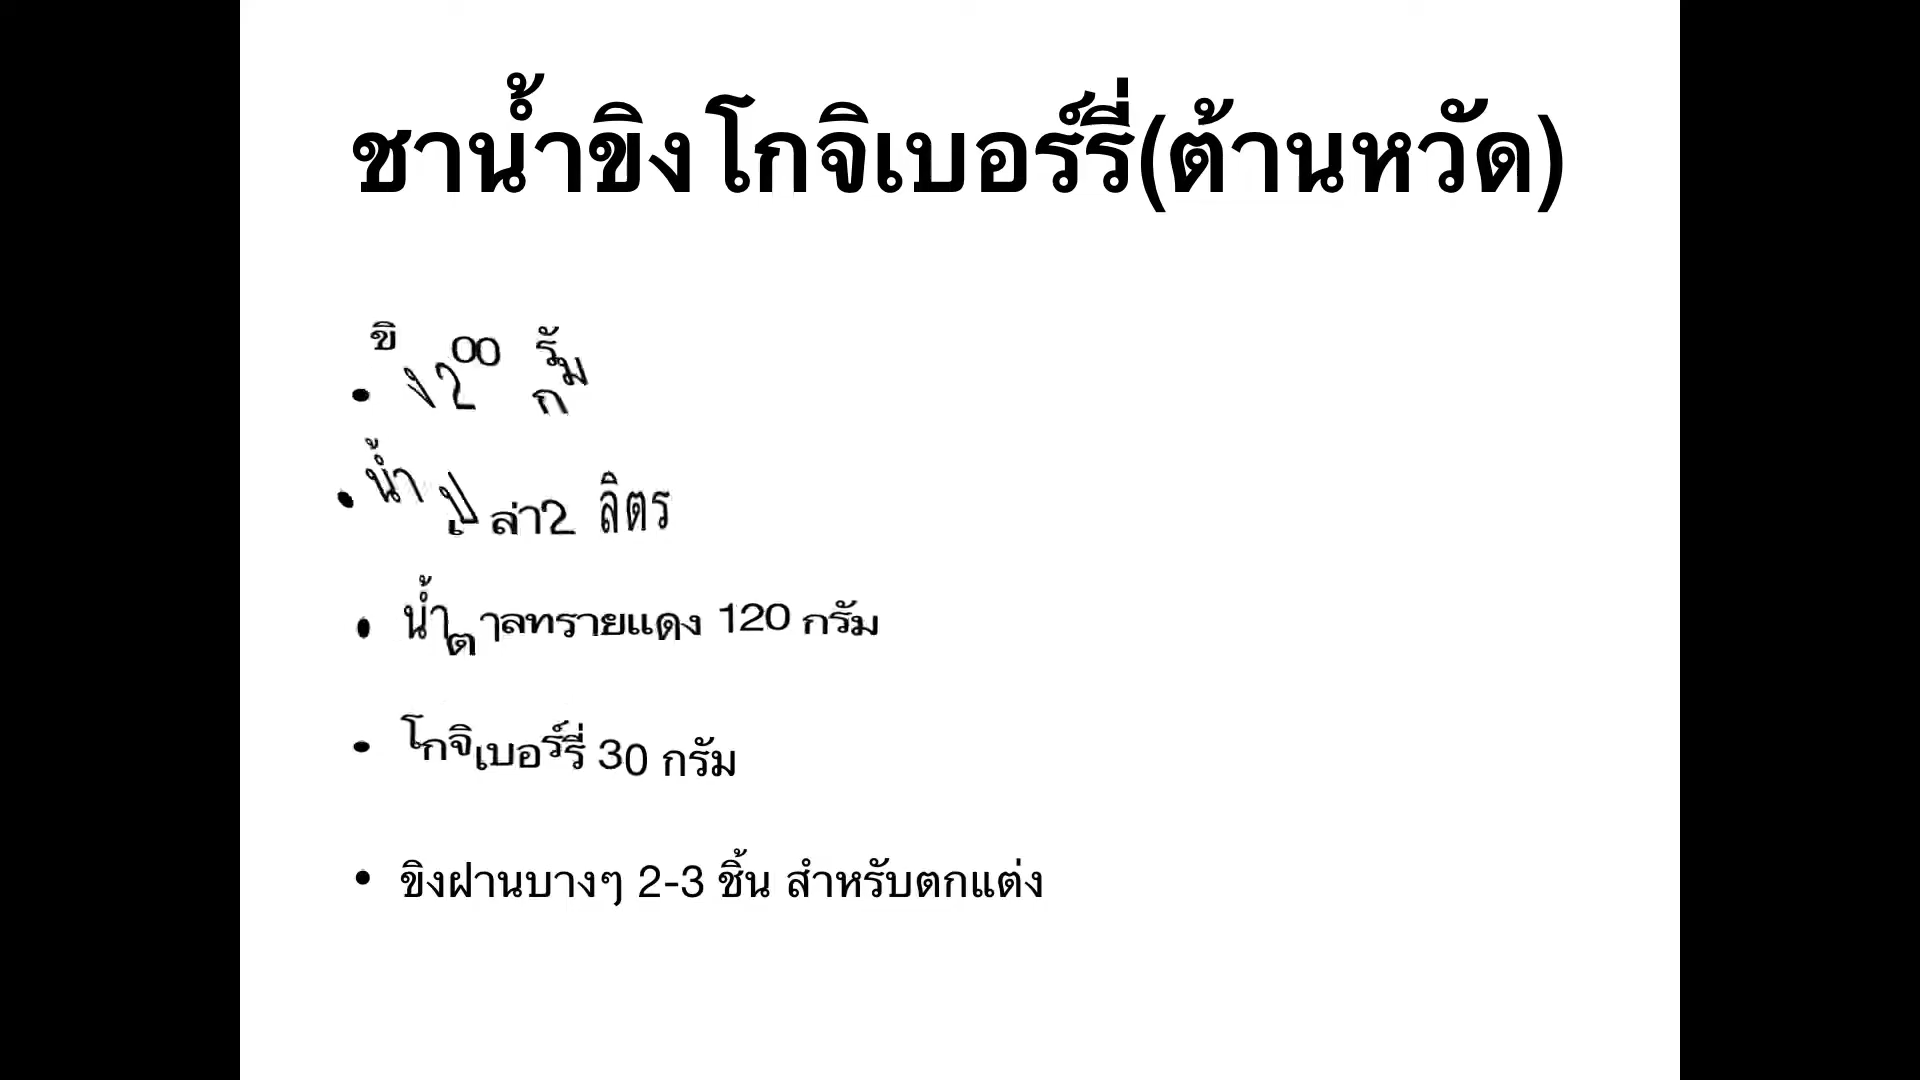 ชาน้ำขิงโกจิเบอร์รี่(ต้านหวัด)
• ขิง 200 กรัม
• น้ำเปล่า 2 ลิตร
• น้ำตาลทรายแดง 120 กรัม
• โกจิเบอร์รี่ 30 กรัม
• ขิงฝานบางๆ 2-3 ชิ้น สำหรับตกแต่ง